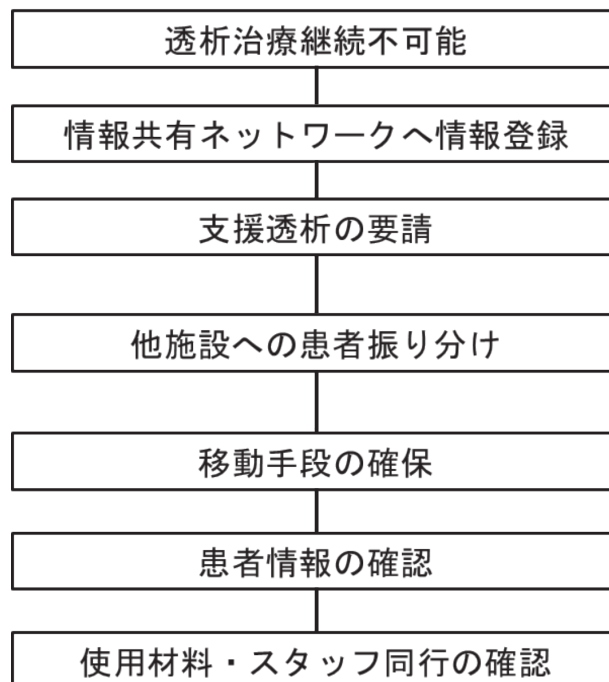 透析治療継続不可能
情報共有ネットワークへ情報登録
支援透析の要請
他施設への患者振り分け
移動手段の確保
患者情報の確認
使用材料・スタッフ同行の確認